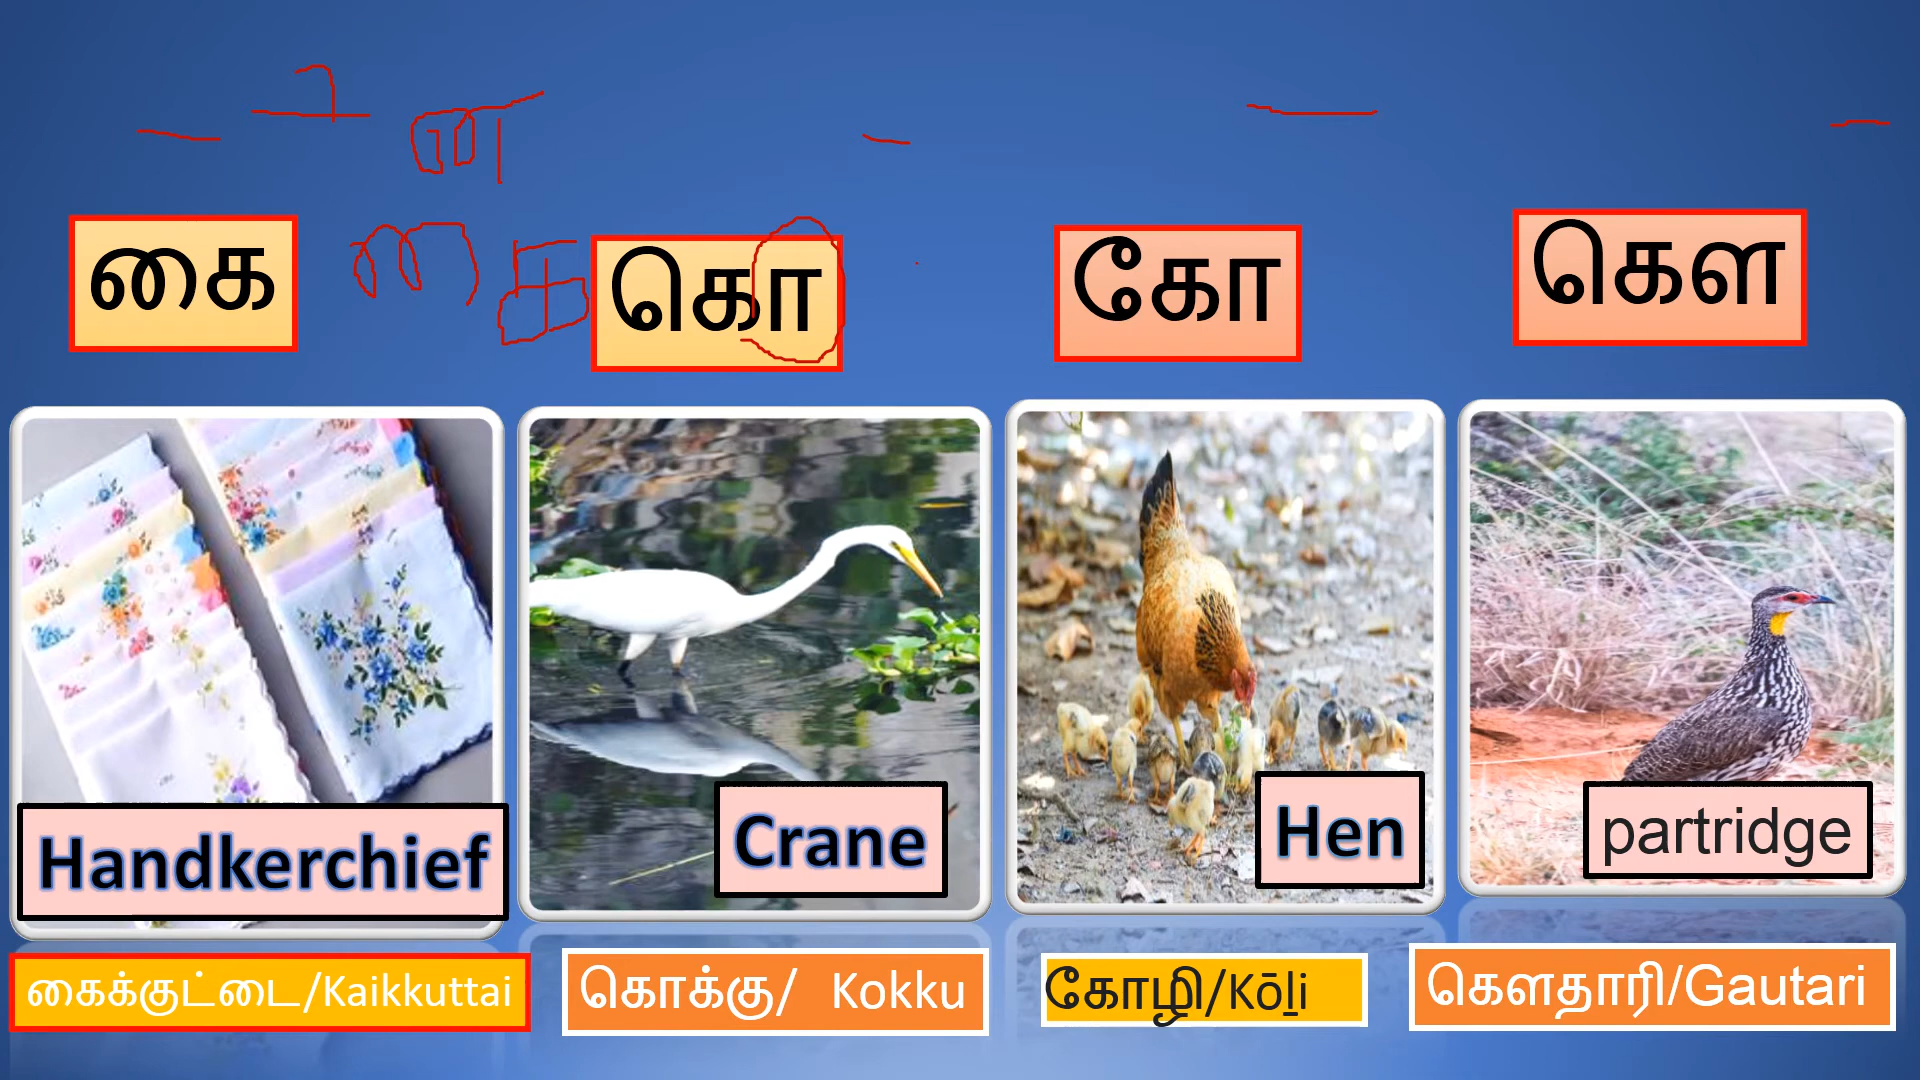 கை கொ கோ கௌ
Handkerchief Crane Hen partridge
கைக்குட்டை/Kaikkuttai கொக்கு/ Kokku கோழி/Kōḻi கௌதாரி/Gautari